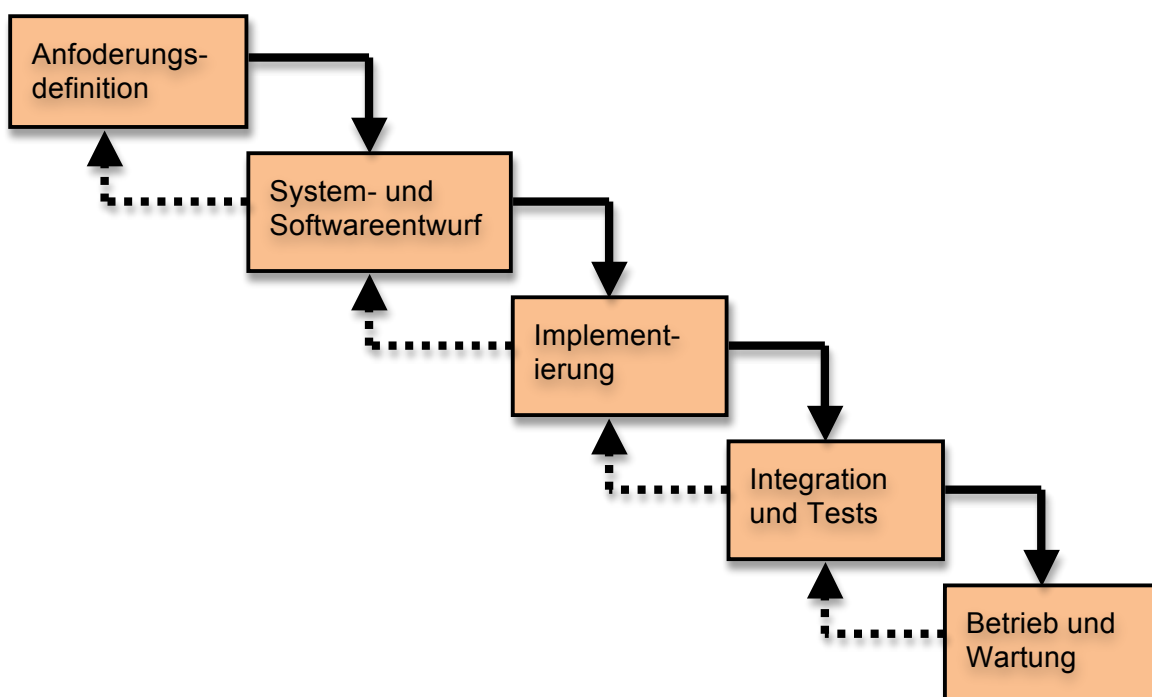 Anfoderungs-
definition
System- und
Softwareentwurf
Implement-
ierung
Integration
und Tests
Betrieb und
Wartung